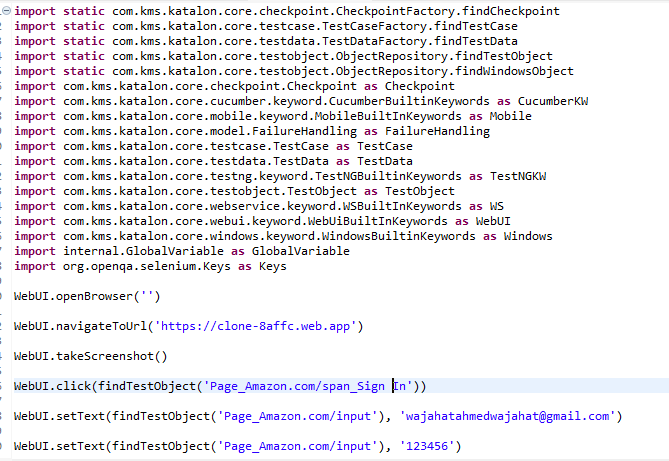 import static com.kms.katalon.core.checkpoint.CheckpointFactory.findCheckpoint
import static com.kms.katalon.core.testcase.TestCaseFactory.findTestCase
import static com.kms.katalon.core.testdata.TestDataFactory.findTestData
import static com.kms.katalon.core.testobject.ObjectRepository.findTestObject
import static com.kms.katalon.core.testobject.ObjectRepository.findWindowsObject
import com.kms.katalon.core.checkpoint.Checkpoint as Checkpoint
import com.kms.katalon.core.cucumber.keyword.CucumberBuiltinKeywords as CucumberKW
import com.kms.katalon.core.mobile.keyword.MobileBuiltInKeywords as Mobile
import com.kms.katalon.core.model.FailureHandling as FailureHandling
import com.kms.katalon.core.testcase.TestCase as TestCase
import com.kms.katalon.core.testdata.TestData as TestData
import com.kms.katalon.core.testng.keyword.TestNGBuiltinKeywords as TestNGKW
import com.kms.katalon.core.testobject.TestObject as TestObject
import com.kms.katalon.core.webservice.keyword.WSBuiltInKeywords as WS
import com.kms.katalon.core.webui.keyword.WebUiBuiltInKeywords as WebUI
import com.kms.katalon.core.windows.keyword.WindowsBuiltinKeywords as Windows
import internal.GlobalVariable as GlobalVariable
import org.openqa.selenium.Keys as Keys
WebUI.openBrowser('')
WebUI.navigateToUrl('https://clone-8affc.web.app')
WebUI.takeScreenshot()
WebUI.click(findTestObject('Page_Amazon.com/span_Sign In'))
WebUI.setText(findTestObject('Page_Amazon.com/input'), 'wajahatahmedwajahat@gmail.com')
WebUI.setText(findTestObject('Page_Amazon.com/input'), '123456')